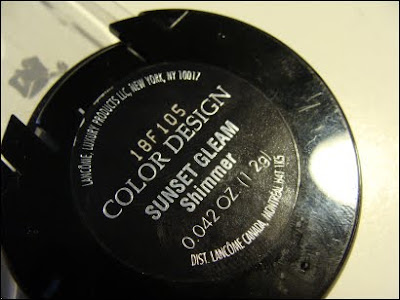 LANCÔME, LUXURY PRODUCTS LLC, NEW YORK, NY 10017
18F105
COLOR DESIGN
SUNSET GLEAM
Shimmer
0.042 OZ. (1.2g)
DIST. LANCÔME CANADA, MONTRÉAL H4T 1K5